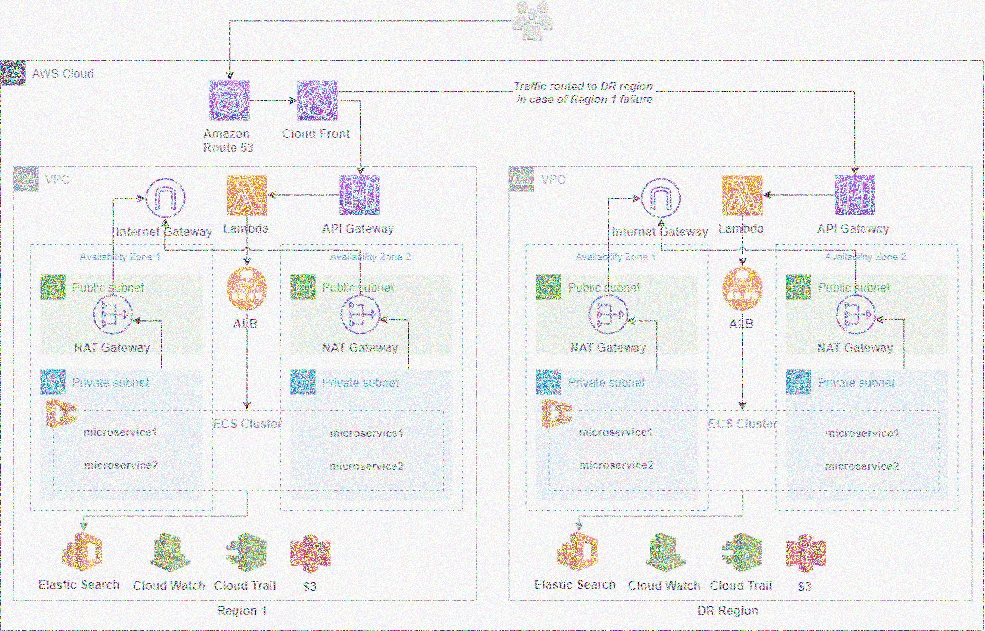 AWS Cloud
Traffic routed to DR region
in case of Region 1 failure
Amazon
Route 53
Cloud Front
VPC
Internet Gateway
Lambda
API Gateway
Availability Zone 1
Availability Zone 2
Public subnet
Public subnet
ALB
NAT Gateway
NAT Gateway
Private subnet
Private subnet
ECS Cluster
microservice1
microservice1
microservice2
microservice2
Elastic Search
Cloud Watch
Cloud Trail
S3
Region 1
VPC
Internet Gateway
Lambda
API Gateway
Availability Zone 1
Availability Zone 2
Public subnet
Public subnet
ALB
NAT Gateway
NAT Gateway
Private subnet
Private subnet
ECS Cluster
microservice1
microservice1
microservice2
microservice2
Elastic Search
Cloud Watch
Cloud Trail
S3
DR Region